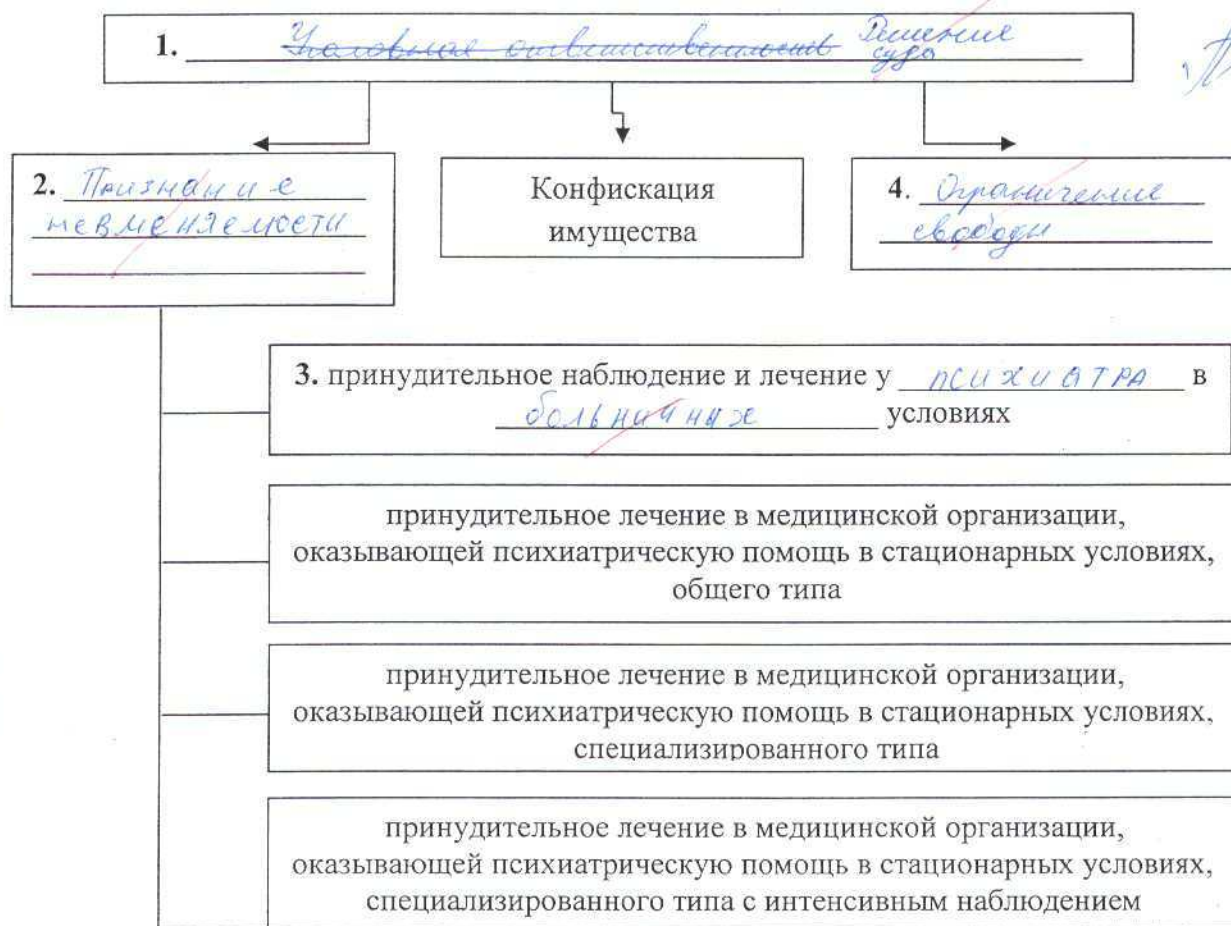 1. Уголовная ответственность Решение
суда
2. Признание
невменяемости
Конфискация
имущества
4. Ограничение
свободы
3. принудительное наблюдение и лечение у психиатра в
больничных условиях
принудительное лечение в медицинской организации,
оказывающей психиатрическую помощь в стационарных условиях,
общего типа
принудительное лечение в медицинской организации,
оказывающей психиатрическую помощь в стационарных условиях,
специализированного типа
принудительное лечение в медицинской организации,
оказывающей психиатрическую помощь в стационарных условиях,
специализированного типа с интенсивным наблюдением